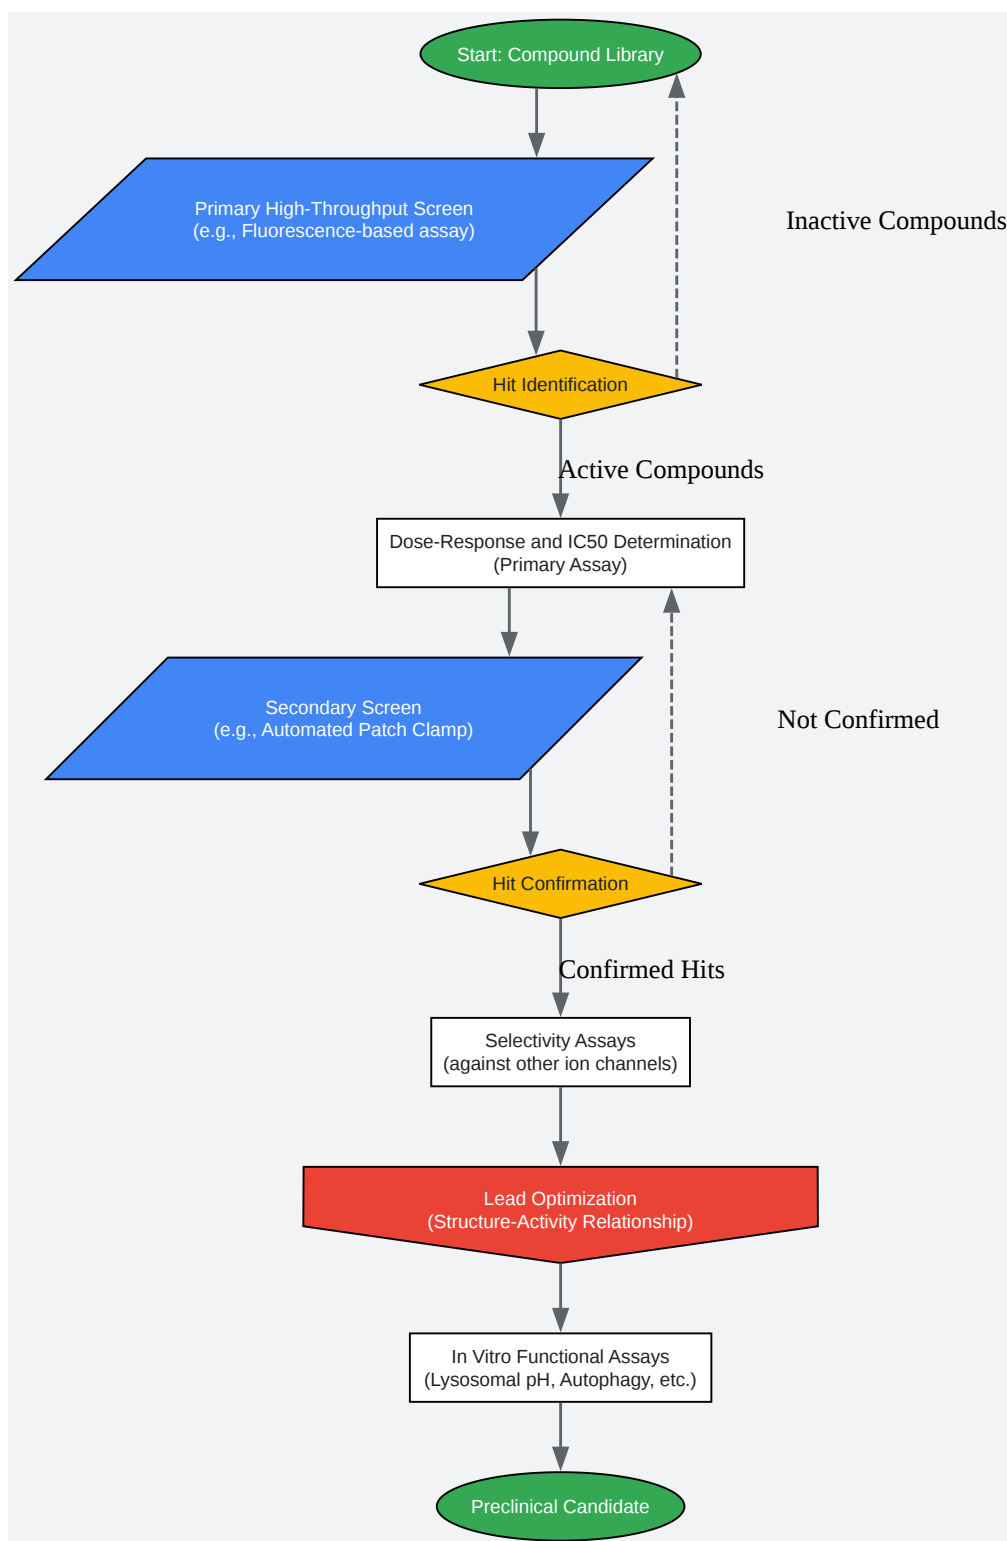 Start: Compound Library
Primary High-Throughput Screen
(e.g., Fluorescence-based assay)
Inactive Compounds
Hit Identification
Active Compounds
Dose-Response and IC50 Determination
(Primary Assay)
Secondary Screen
(e.g., Automated Patch Clamp)
Not Confirmed
Hit Confirmation
Confirmed Hits
Selectivity Assays
(against other ion channels)
Lead Optimization
(Structure-Activity Relationship)
In Vitro Functional Assays
(Lysosomal pH, Autophagy, etc.)
Preclinical Candidate